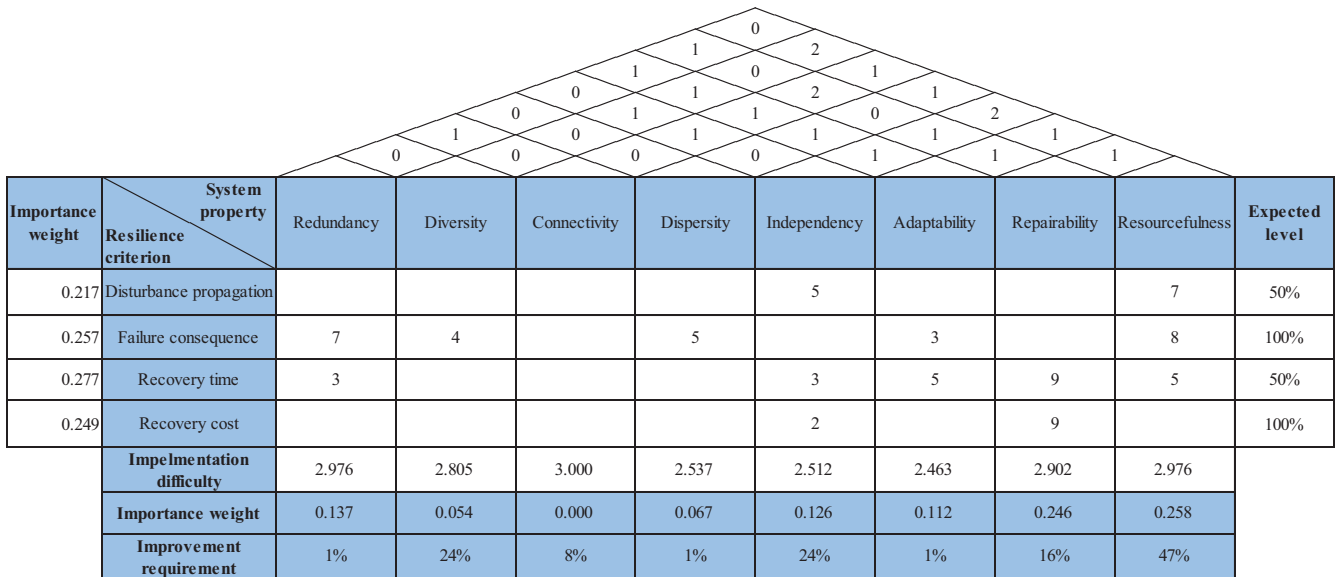 0
1 2
1 0 1
0 1 2 1
0 1 1 0 2
1 0 1 1 1 1
0 0 0 0 1 1 1
Importance
weight
System
property
Resilience
criterion
Redundancy Diversity Connectivity Dispersity Independency Adaptability Repairability Resourcefulness
Expected
level
0.217 Disturbance propagation 5 7 50%
0.257 Failure consequence 7 4 5 3 8 100%
0.277 Recovery time 3 3 5 9 5 50%
0.249 Recovery cost 2 9 100%
Impelmentation
difficulty
2.976 2.805 3.000 2.537 2.512 2.463 2.902 2.976
Importance weight 0.137 0.054 0.000 0.067 0.126 0.112 0.246 0.258
Improvement
requirement
1% 24% 8% 1% 24% 1% 16% 47%